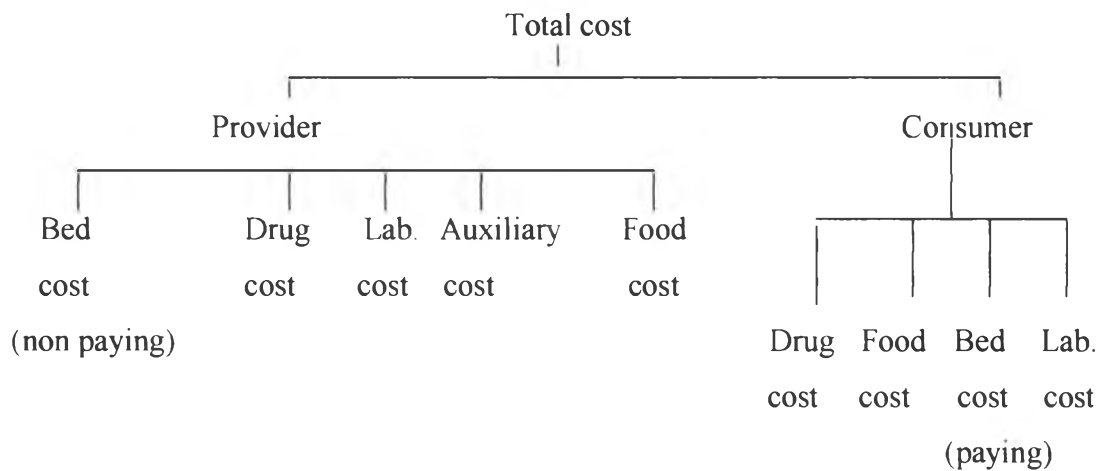 Total cost
Provider Consumer
Bed Drug Lab. Auxiliary Food
cost cost cost cost cost
(non paying)
Drug Food Bed Lab.
cost cost cost cost
(paying)